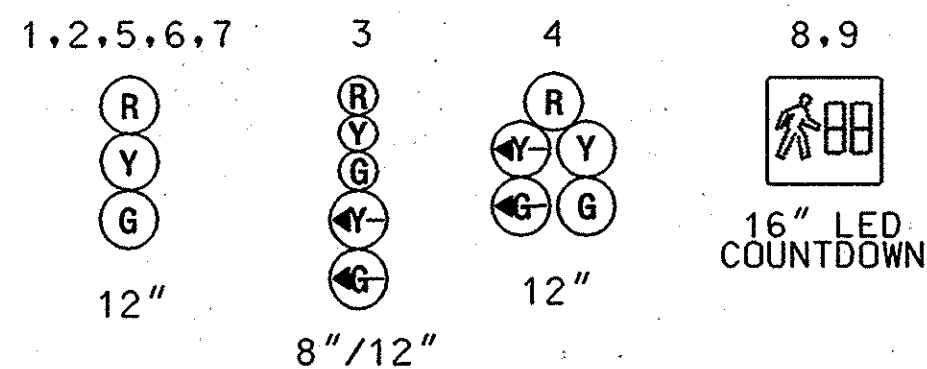 1,2,5,6,7
R
Y
G
12"
3
R
Y
G
Y
G
8"/12"
4
R
Y Y
G G
12"
8,9
16" LED
COUNTDOWN